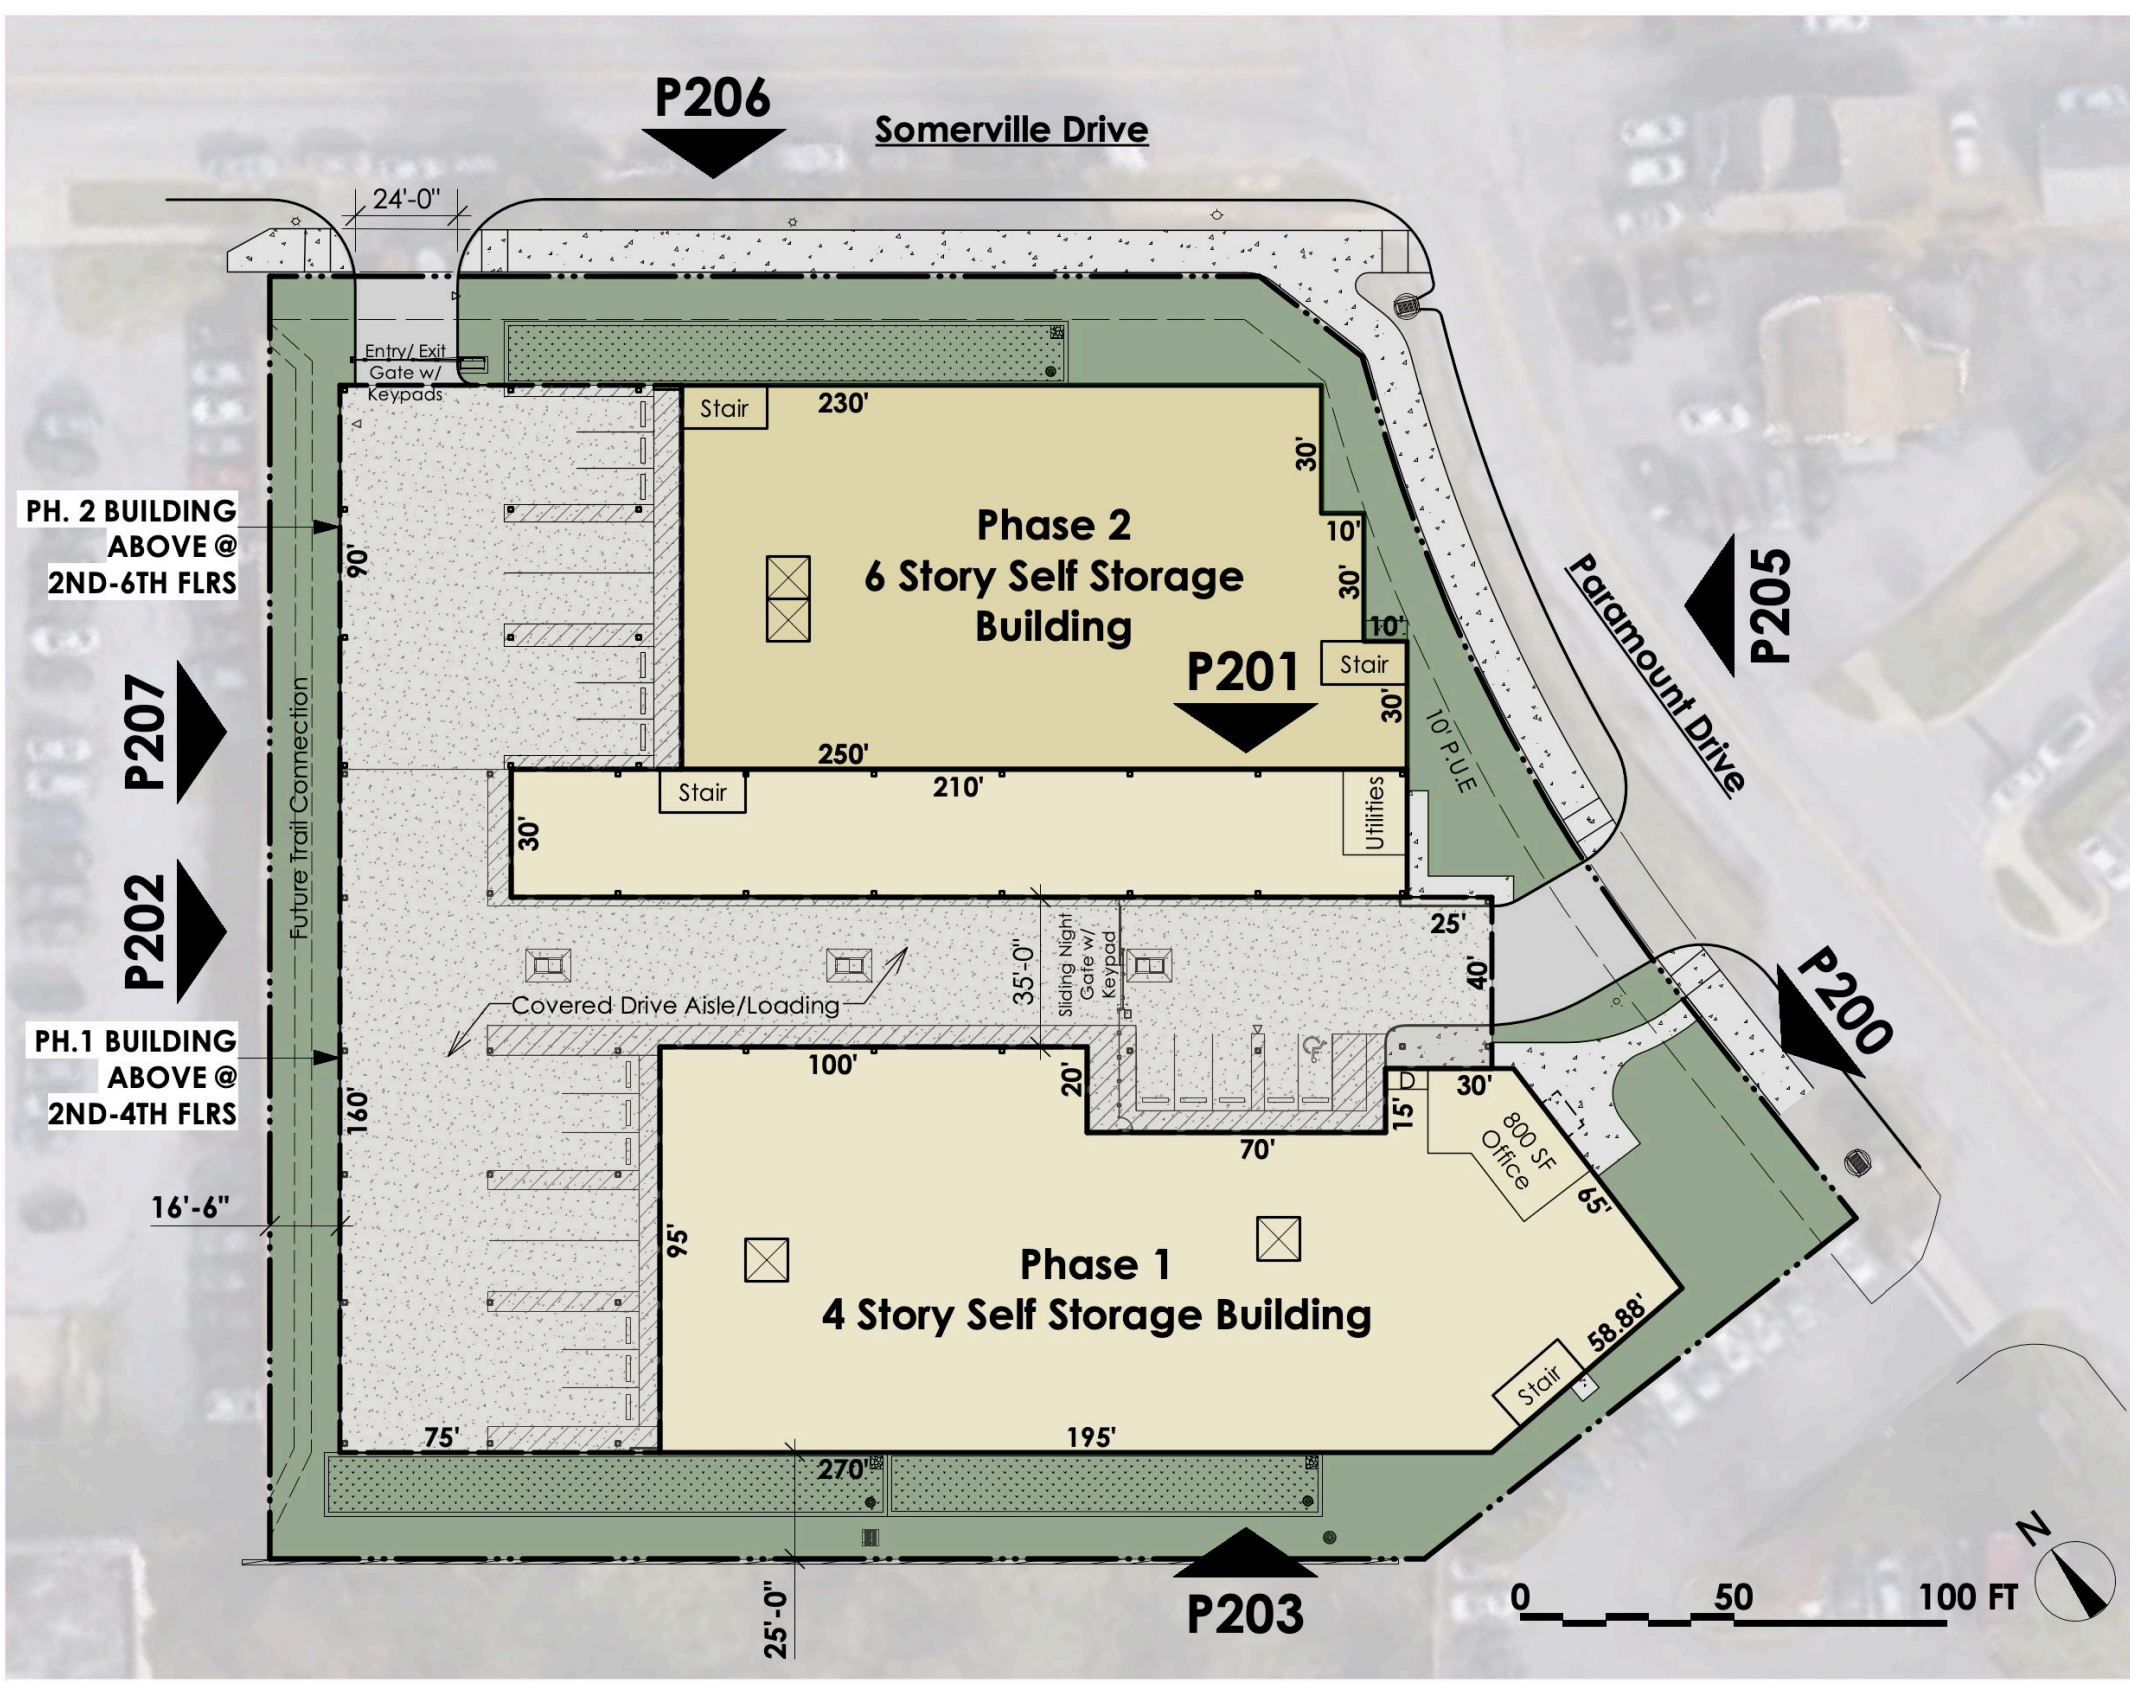 P206
Somerville Drive
24'-0"
Entry/ Exit
Gate w/
Keypads
Stair
230'
30'
Phase 2
6 Story Self Storage
Building
10'
30'
10'
Stair
30'
P201
250'
PH. 2 BUILDING
ABOVE @
2ND-6TH FLRS
90'
P205
Paramount Drive
10' P.U.E
P207
Future Trail Connection
Stair
210'
30'
Utilities
P202
25'
40'
35'-0"
Sliding Night
Gate w/
Keypad
Covered Drive Aisle/Loading
P200
PH.1 BUILDING
ABOVE @
2ND-4TH FLRS
160'
100'
20'
70'
D
15'
30'
800 SF
Office
65'
16'-6"
95'
Phase 1
4 Story Self Storage Building
58.88'
Stair
75'
195'
270'
25'-0"
P203
0
50
100 FT
N